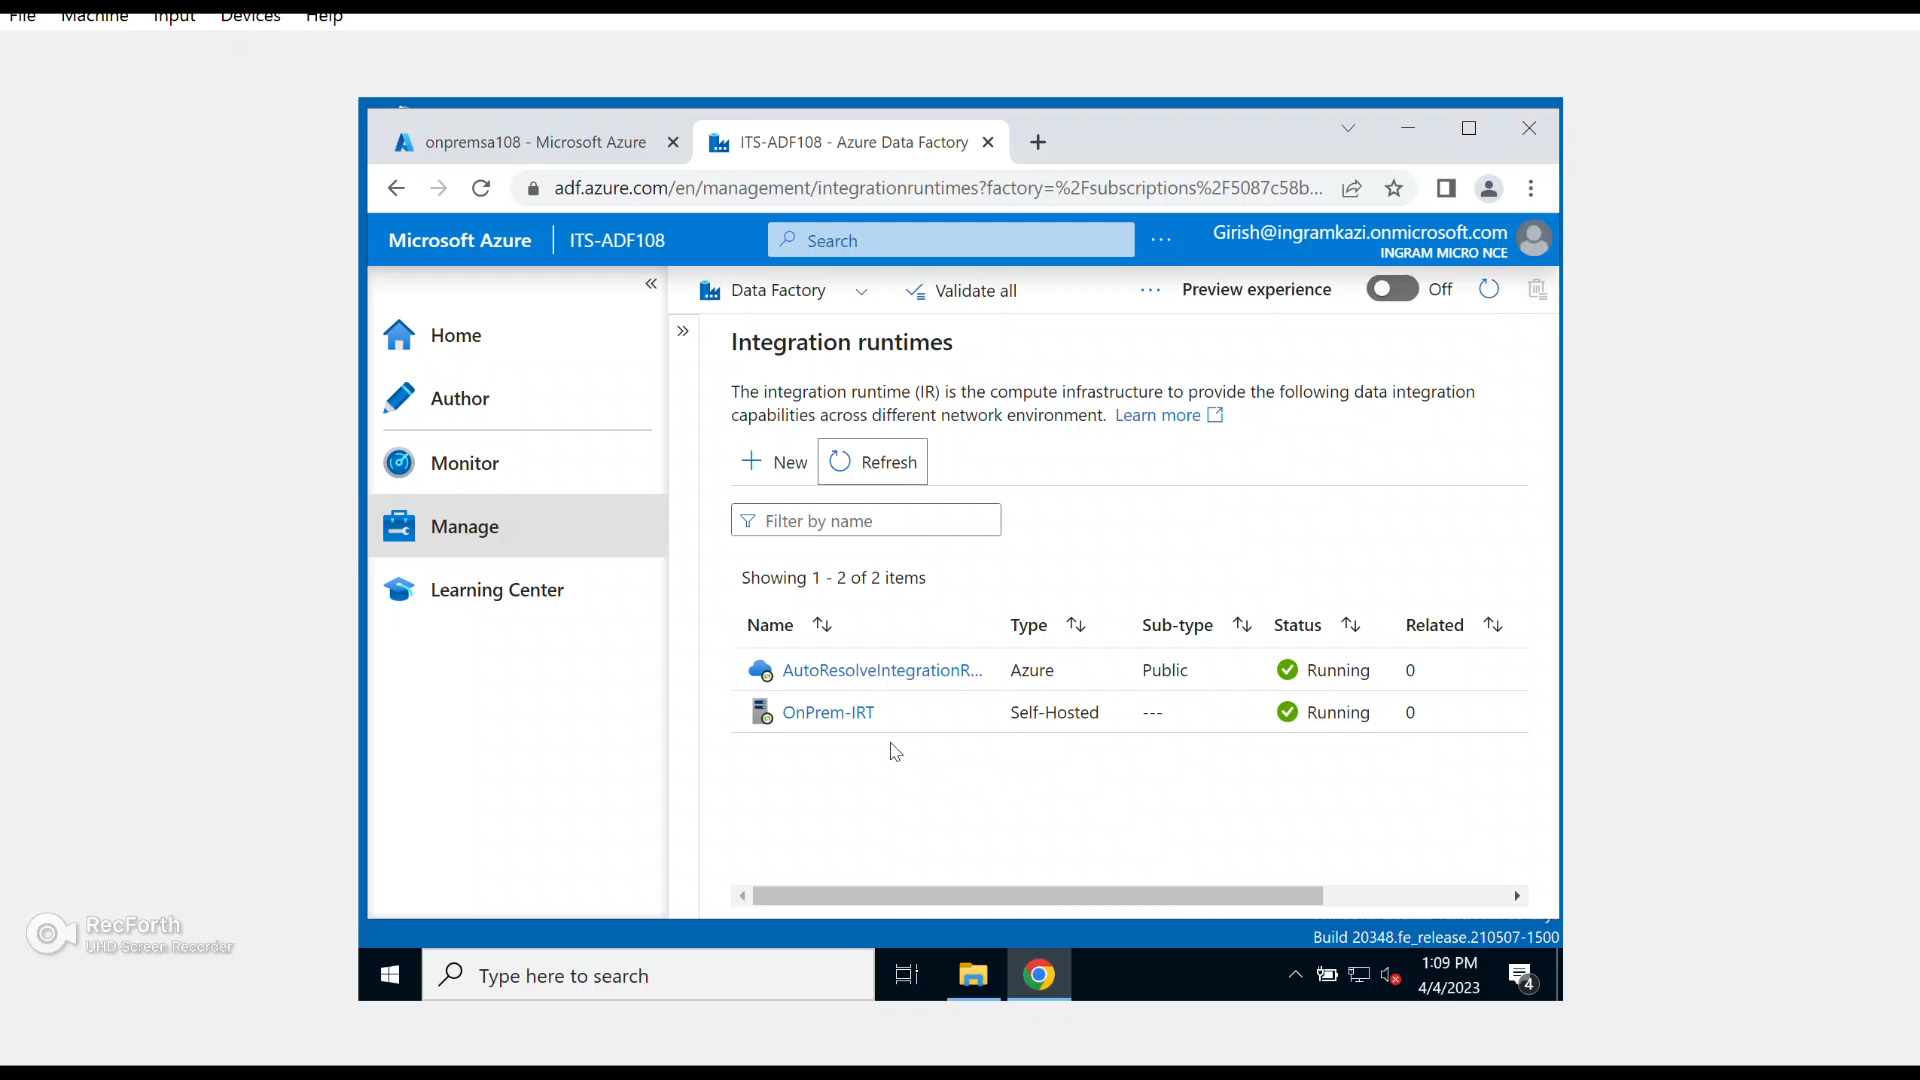 File Machine Input Devices Help
onpremsa108 - Microsoft Azure
ITS-ADF108 - Azure Data Factory
adf.azure.com/en/management/integrationruntimes?factory=%2Fsubscriptions%2F5087c58b...
Microsoft Azure ITS-ADF108
Search
...
Girish@ingramkazi.onmicrosoft.com
INGRAM MICRO NCE
Data Factory
Validate all
...
Preview experience
Off
Home
Author
Monitor
Manage
Learning Center
Integration runtimes
The integration runtime (IR) is the compute infrastructure to provide the following data integration
capabilities across different network environment. Learn more
New
Refresh
Filter by name
Showing 1 - 2 of 2 items
Name Type Sub-type Status Related
AutoResolveIntegrationR... Azure Public Running 0
OnPrem-IRT Self-Hosted --- Running 0
RecForth
UHD Screen Recorder
Build 20348.fe_release.210507-1500
Type here to search
1:09 PM
4/4/2023
4